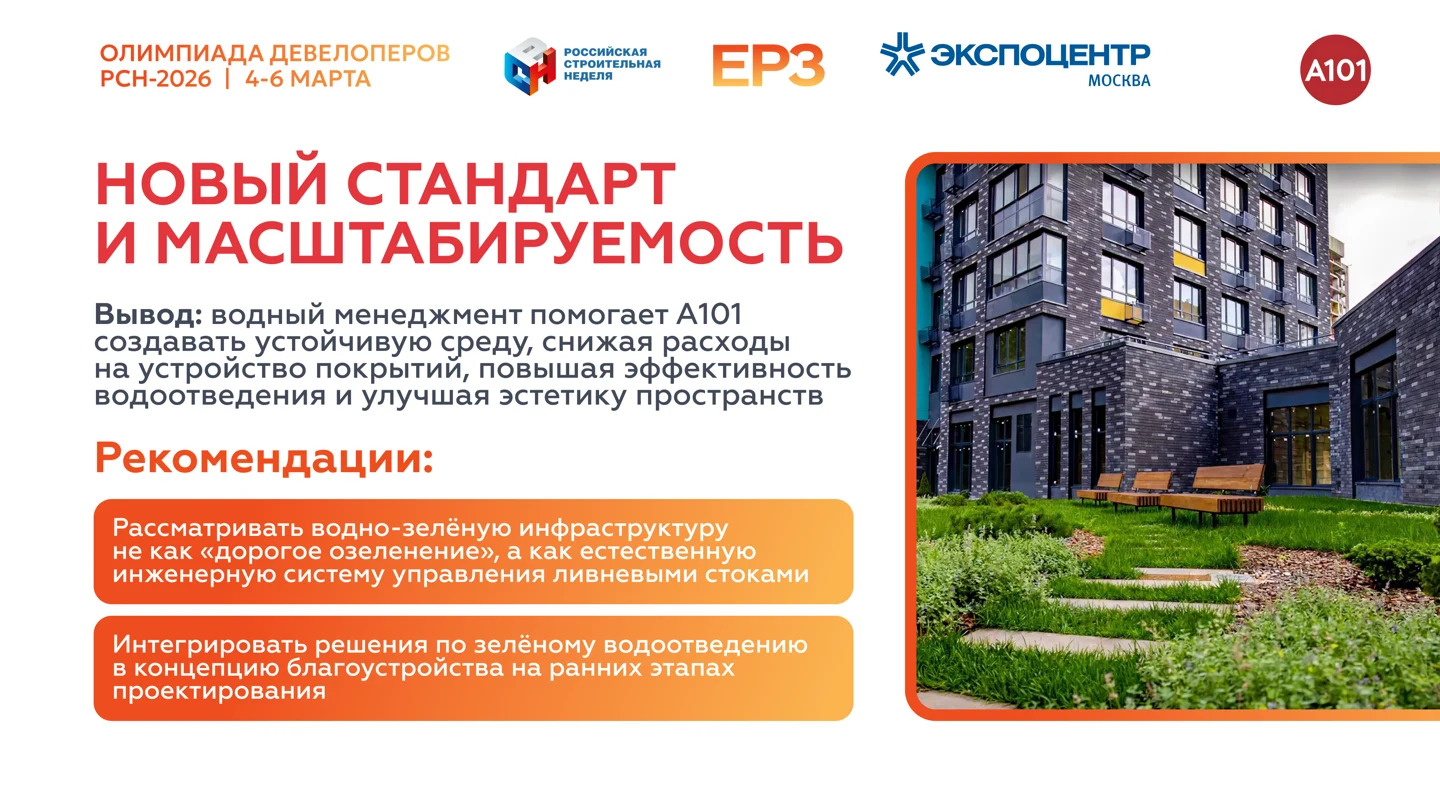 ОЛИМПИАДА ДЕВЕЛОПЕРОВ
РСН-2026 | 4-6 МАРТА
РОССИЙСКАЯ
СТРОИТЕЛЬНАЯ
НЕДЕЛЯ
ЕРЗ
ЭКСПОЦЕНТР
МОСКВА
А101
НОВЫЙ СТАНДАРТ
И МАСШТАБИРУЕМОСТЬ
Вывод: водный менеджмент помогает А101
создавать устойчивую среду, снижая расходы
на устройство покрытий, повышая эффективность
водоотведения и улучшая эстетику пространств
Рекомендации:
Рассматривать водно-зелёную инфраструктуру
не как «дорогое озеленение», а как естественную
инженерную систему управления ливневыми стоками
Интегрировать решения по зелёному водоотведению
в концепцию благоустройства на ранних этапах
проектирования